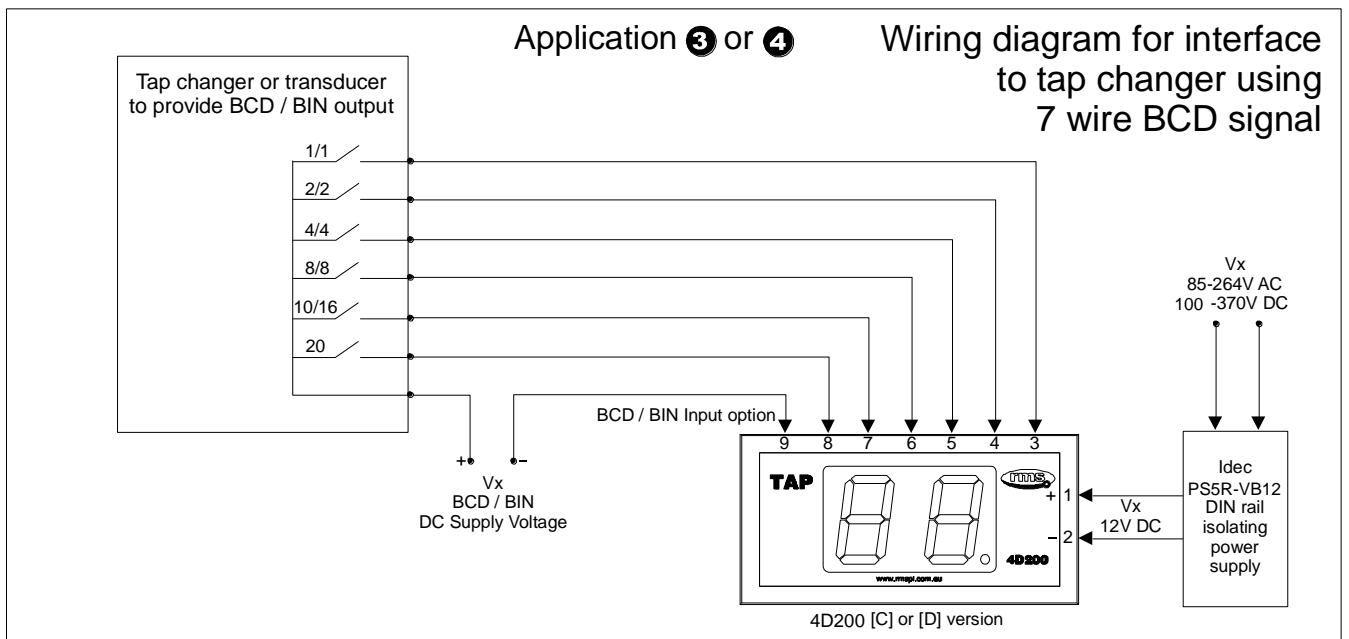 Application 3 or 4
Wiring diagram for interface
to tap changer using
7 wire BCD signal
Tap changer or transducer
to provide BCD / BIN output
1/1
2/2
4/4
8/8
10/16
20
+ -
Vx
BCD / BIN
DC Supply Voltage
BCD / BIN Input option
9 8 7 6 5 4 3
TAP
rms
+ 1
- 2
4D200
www.rmspl.com.au
4D200 [C] or [D] version
Vx
12V DC
Vx
85-264V AC
100 -370V DC
Idec
PS5R-VB12
DIN rail
isolating
power
supply